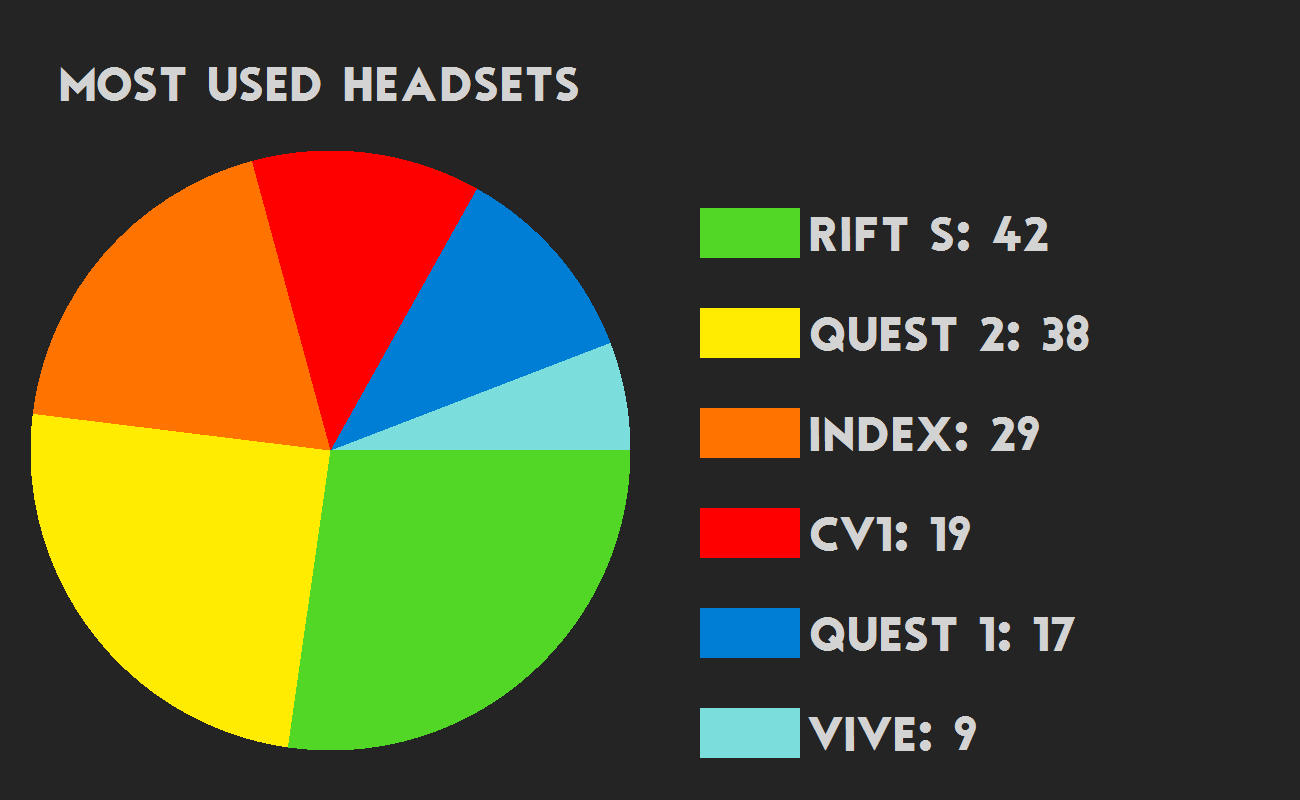 MOST USED HEADSETS
RIFT S: 42
QUEST 2: 38
INDEX: 29
CV1: 19
QUEST 1: 17
VIVE: 9